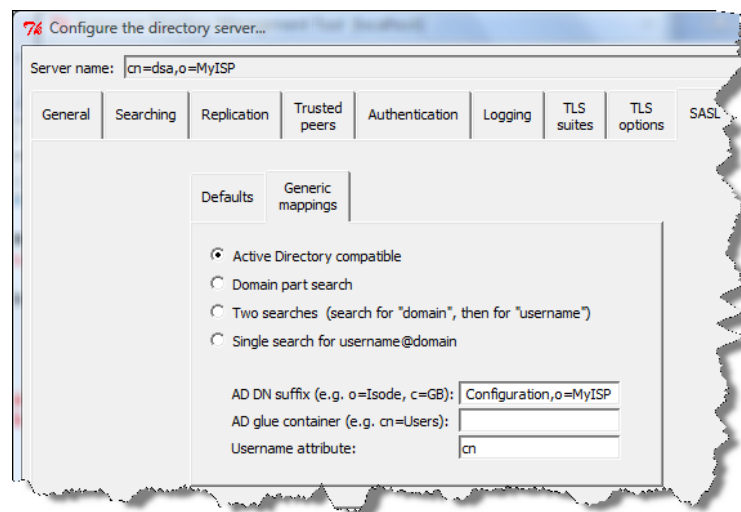 Configure the directory server...
Server name: cn=dsa,o=MyISP
General Searching Replication Trusted peers Authentication Logging TLS suites TLS options SASL
Defaults Generic mappings
Active Directory compatible
Domain part search
Two searches (search for "domain", then for "username")
Single search for username@domain
AD DN suffix (e.g. o=Isode, c=GB): Configuration,o=MyISP
AD glue container (e.g. cn=Users):
Username attribute: cn